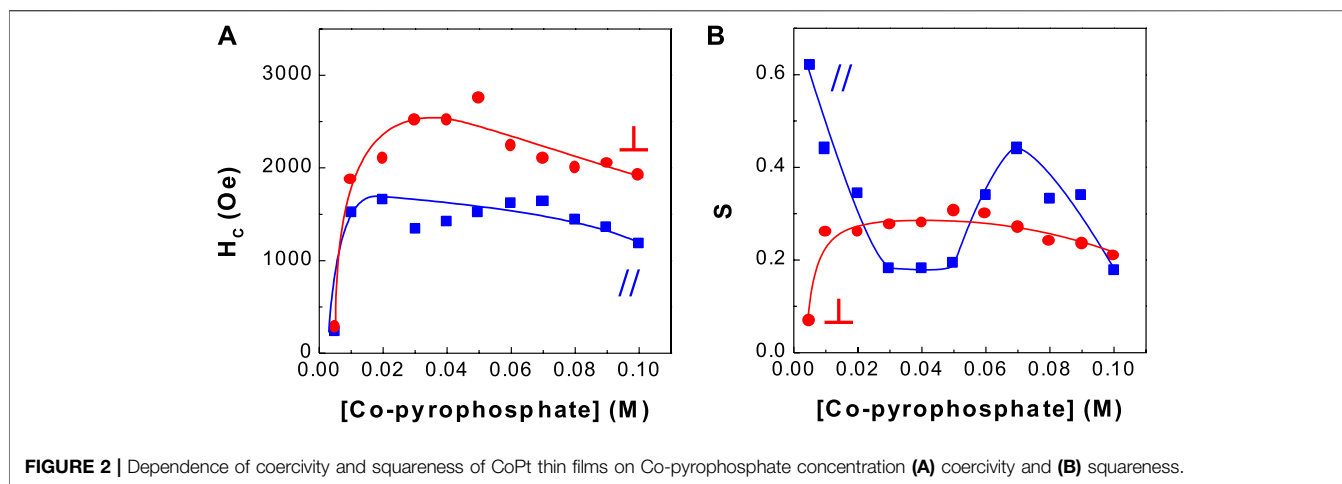 A
H_C (Oe)
3000
2000
1000
0
⊥
//
0.00 0.02 0.04 0.06 0.08 0.10
[Co-pyrophosphate] (M)
B
S
0.6
0.4
0.2
0.0
//
⊥
0.00 0.02 0.04 0.06 0.08 0.10
[Co-pyrophosphate] (M)
FIGURE 2 | Dependence of coercivity and squareness of CoPt thin films on Co-pyrophosphate concentration (A) coercivity and (B) squareness.